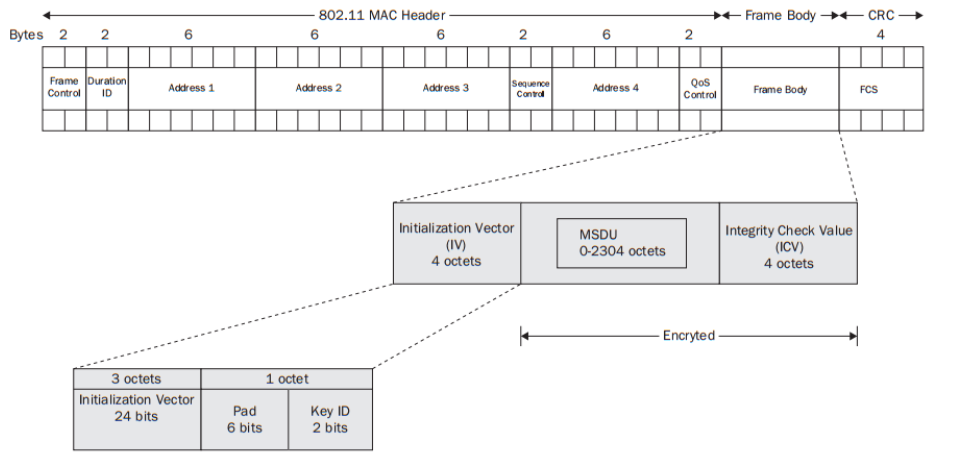 802.11 MAC Header Frame Body CRC
Bytes 2 2 6 6 6 2 6 2 4
Frame Control
Duration ID
Address 1
Address 2
Address 3
Sequence Control
Address 4
QoS Control
Frame Body
FCS
Initialization Vector
(IV)
4 octets
MSDU
0-2304 octets
Integrity Check Value
(ICV)
4 octets
Encryted
3 octets
1 octet
Initialization Vector
24 bits
Pad
6 bits
Key ID
2 bits